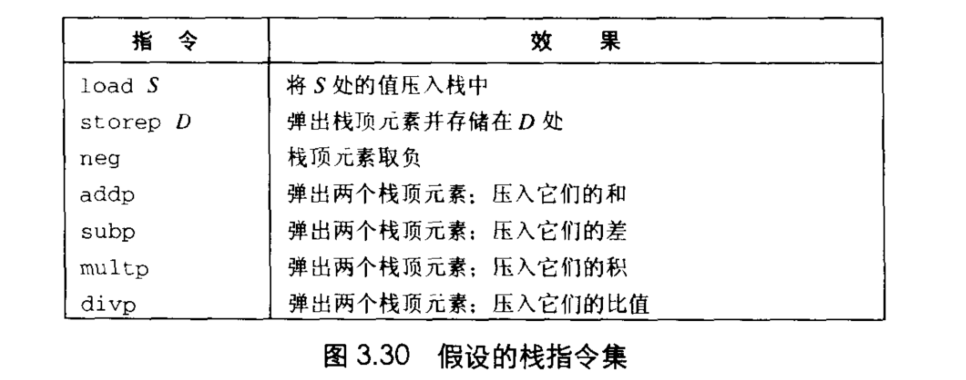 指 令 效 果
load S 将 S 处的值压入栈中
storep D 弹出栈顶元素并存储在 D 处
neg 栈顶元素取负
addp 弹出两个栈顶元素；压入它们的和
subp 弹出两个栈顶元素；压入它们的差
multp 弹出两个栈顶元素；压入它们的积
divp 弹出两个栈顶元素；压入它们的比值
图 3.30 假设的栈指令集